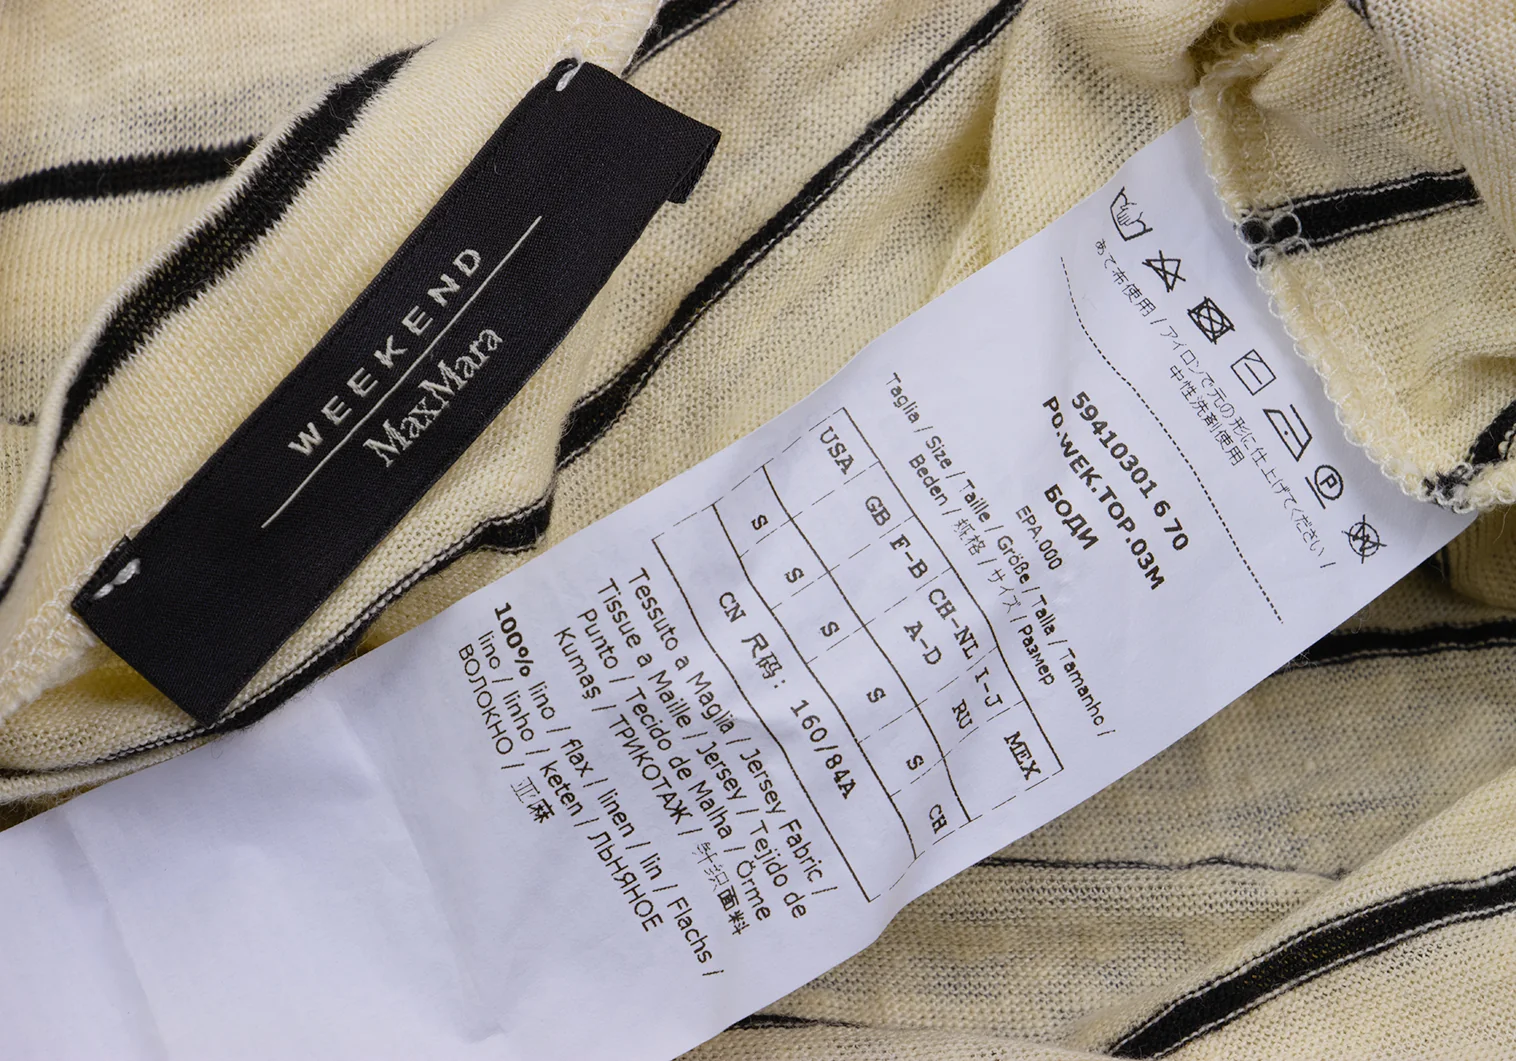 WEEKEND
MaxMara
あて布使用 / アイロンで元の形に仕上げてください /
中性洗剤使用
P
W
594103016 70
PO.WEK.TOP.03M
БОДИ
EPA.000
Taglia / Size / Taille / Größe / Talla / Tamanho /
Beden / 规格 / サイズ / Размер
USA GB F-B CH-NL I-J MEX
A-D RU
S S S S S CH
CN 尺码: 160/84A
Tessuto a Maglia / Jersey Fabric /
Tissue a Maille / Jersey / Tejido de
Punto / Tecido de Malha / Örme
Kumaş / ТРИКОТАЖ / 针织面料
100% lino / flax / linen / lin / Flachs /
lino / linho / keten / ЛЬНЯНОЕ
ВОЛОКНО / 亚麻